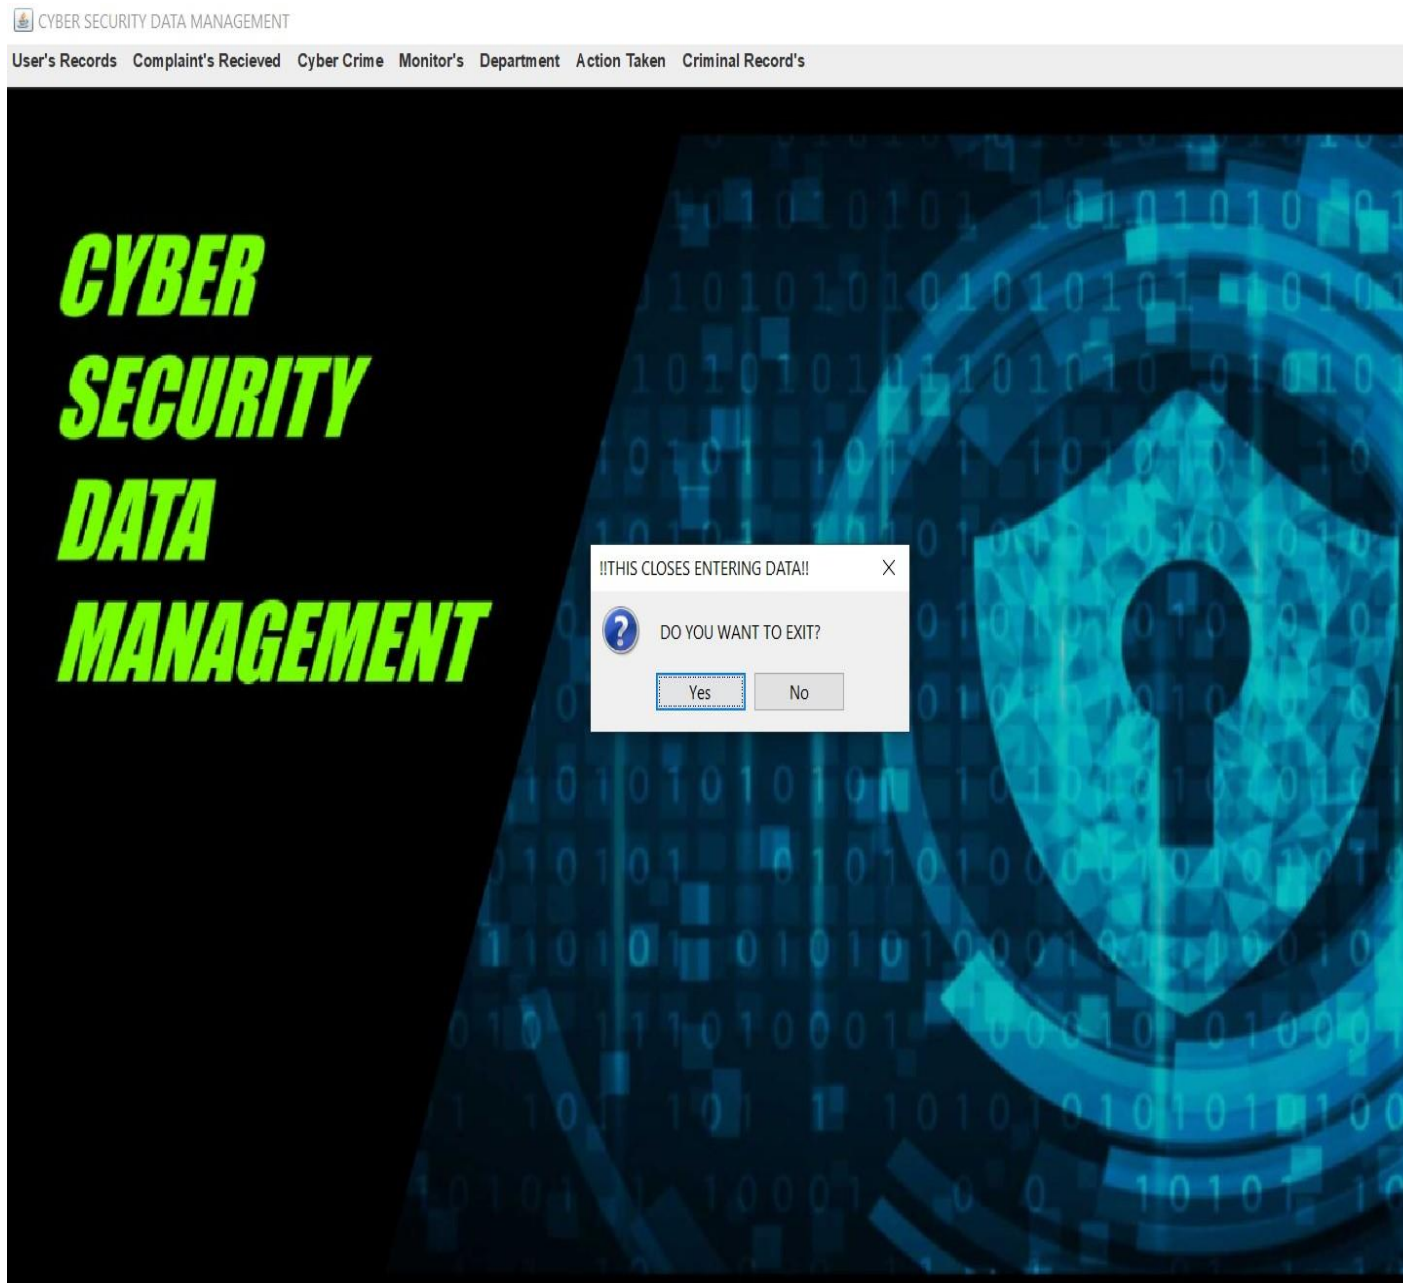 CYBER SECURITY DATA MANAGEMENT
User's Records Complaint's Recieved Cyber Crime Monitor's Department Action Taken Criminal Record's
CYBER
SECURITY
DATA
MANAGEMENT
!!THIS CLOSES ENTERING DATA!!
DO YOU WANT TO EXIT?
Yes No